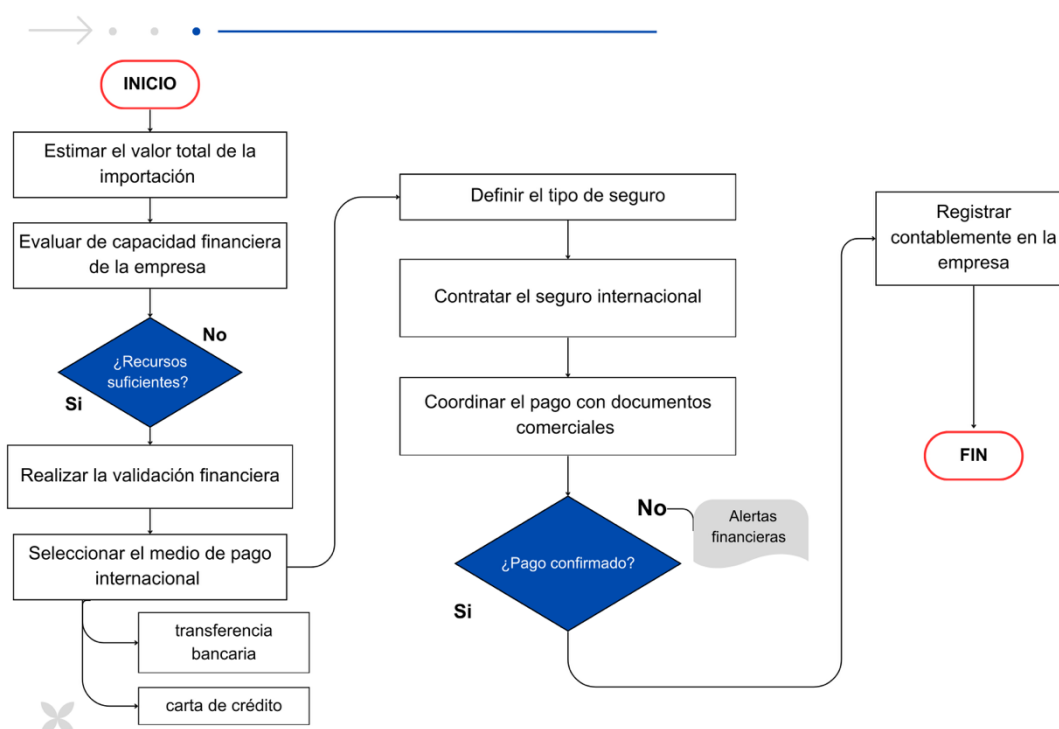 INICIO
Estimar el valor total de la
importación
Evaluar de capacidad financiera
de la empresa
No
¿Recursos
suficientes?
Si
Realizar la validación financiera
Seleccionar el medio de pago
internacional
transferencia
bancaria
carta de crédito
Definir el tipo de seguro
Contratar el seguro internacional
Coordinar el pago con documentos
comerciales
No
Alertas
financieras
¿Pago confirmado?
Si
Registrar
contablemente en la
empresa
FIN